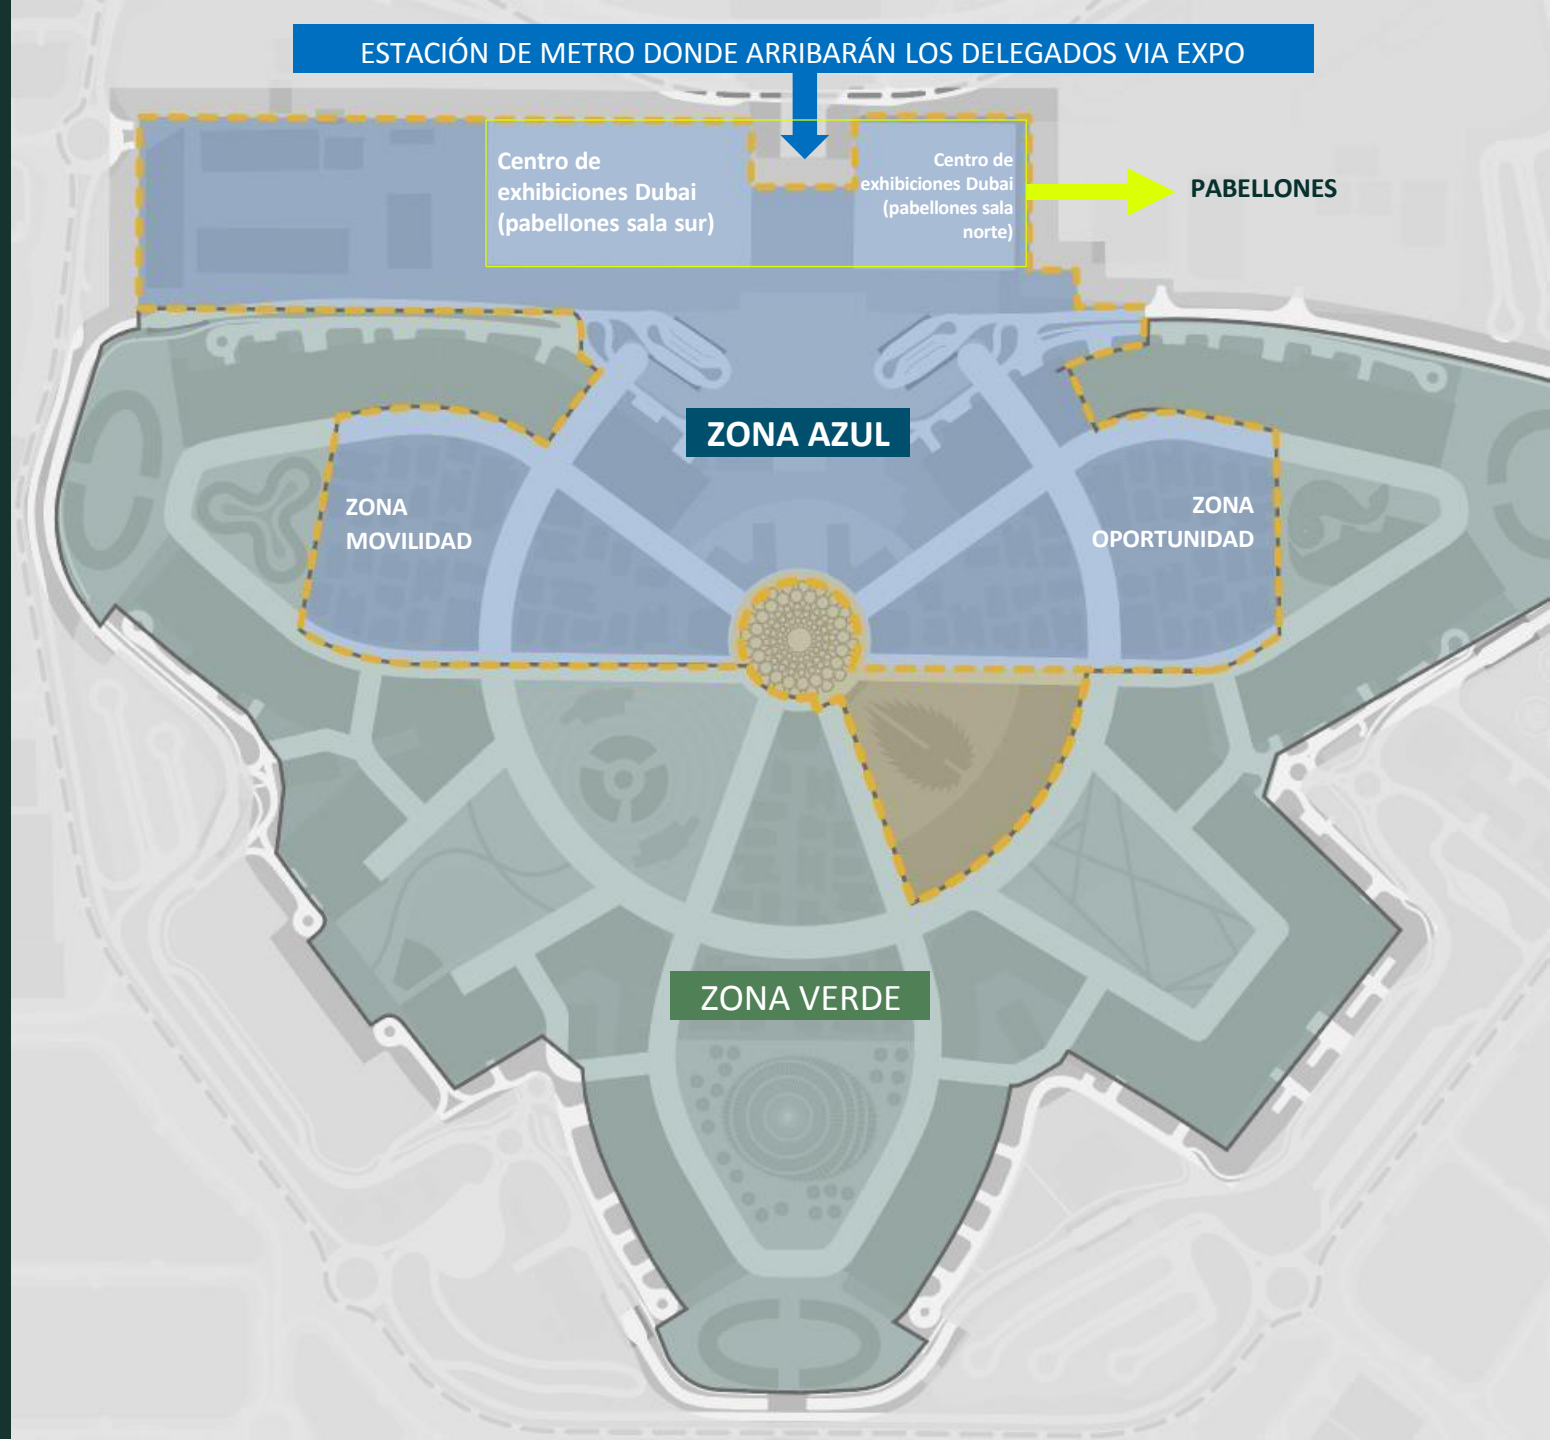 ESTACIÓN DE METRO DONDE ARRIBARÁN LOS DELEGADOS VIA EXPO
Centro de
exhibiciones Dubai
(pabellones sala sur)
Centro de
exhibiciones Dubai
(pabellones sala
norte)
PABELLONES
ZONA AZUL
ZONA
MOVILIDAD
ZONA
OPORTUNIDAD
ZONA VERDE